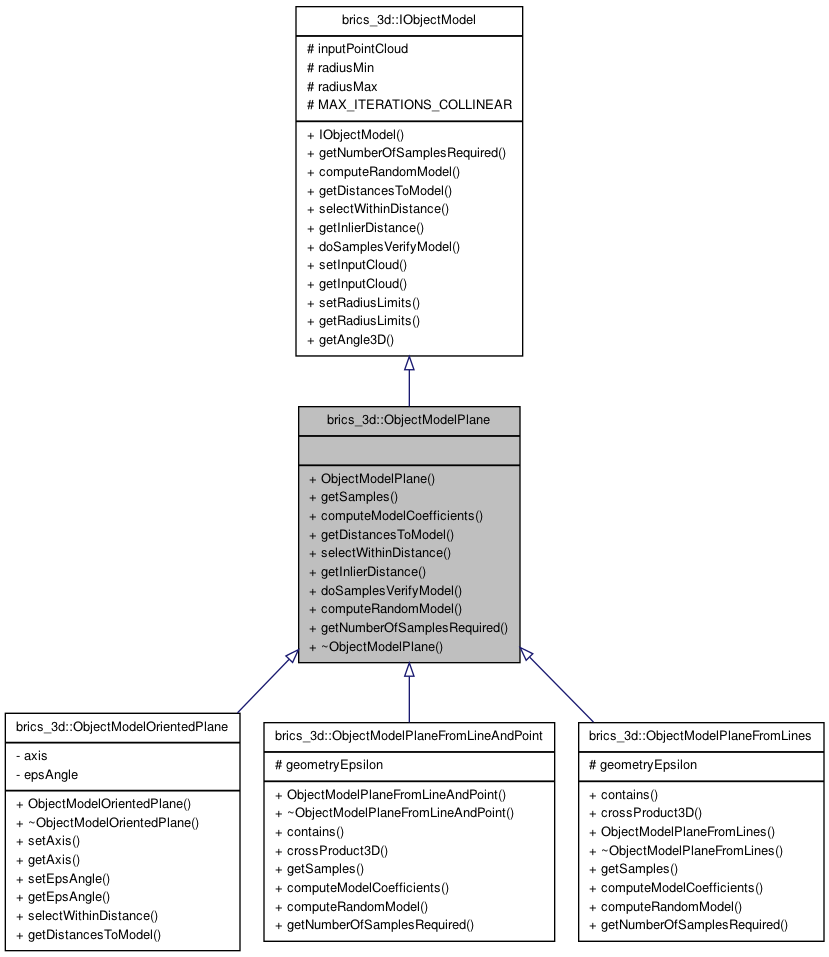 brics_3d::IObjectModel
# inputPointCloud
# radiusMin
# radiusMax
# MAX_ITERATIONS_COLLINEAR
+ IObjectModel()
+ getNumberOfSamplesRequired()
+ computeRandomModel()
+ getDistancesToModel()
+ selectWithinDistance()
+ getInlierDistance()
+ doSamplesVerifyModel()
+ setInputCloud()
+ getInputCloud()
+ setRadiusLimits()
+ getRadiusLimits()
+ getAngle3D()
brics_3d::ObjectModelPlane
+ ObjectModelPlane()
+ getSamples()
+ computeModelCoefficients()
+ getDistancesToModel()
+ selectWithinDistance()
+ getInlierDistance()
+ doSamplesVerifyModel()
+ computeRandomModel()
+ getNumberOfSamplesRequired()
+ ~ObjectModelPlane()
brics_3d::ObjectModelOrientedPlane
- axis
- epsAngle
+ ObjectModelOrientedPlane()
+ ~ObjectModelOrientedPlane()
+ setAxis()
+ getAxis()
+ setEpsAngle()
+ getEpsAngle()
+ selectWithinDistance()
+ getDistancesToModel()
brics_3d::ObjectModelPlaneFromLineAndPoint
# geometryEpsilon
+ ObjectModelPlaneFromLineAndPoint()
+ ~ObjectModelPlaneFromLineAndPoint()
+ contains()
+ crossProduct3D()
+ getSamples()
+ computeModelCoefficients()
+ computeRandomModel()
+ getNumberOfSamplesRequired()
brics_3d::ObjectModelPlaneFromLines
# geometryEpsilon
+ contains()
+ crossProduct3D()
+ ObjectModelPlaneFromLines()
+ ~ObjectModelPlaneFromLines()
+ getSamples()
+ computeModelCoefficients()
+ computeRandomModel()
+ getNumberOfSamplesRequired()